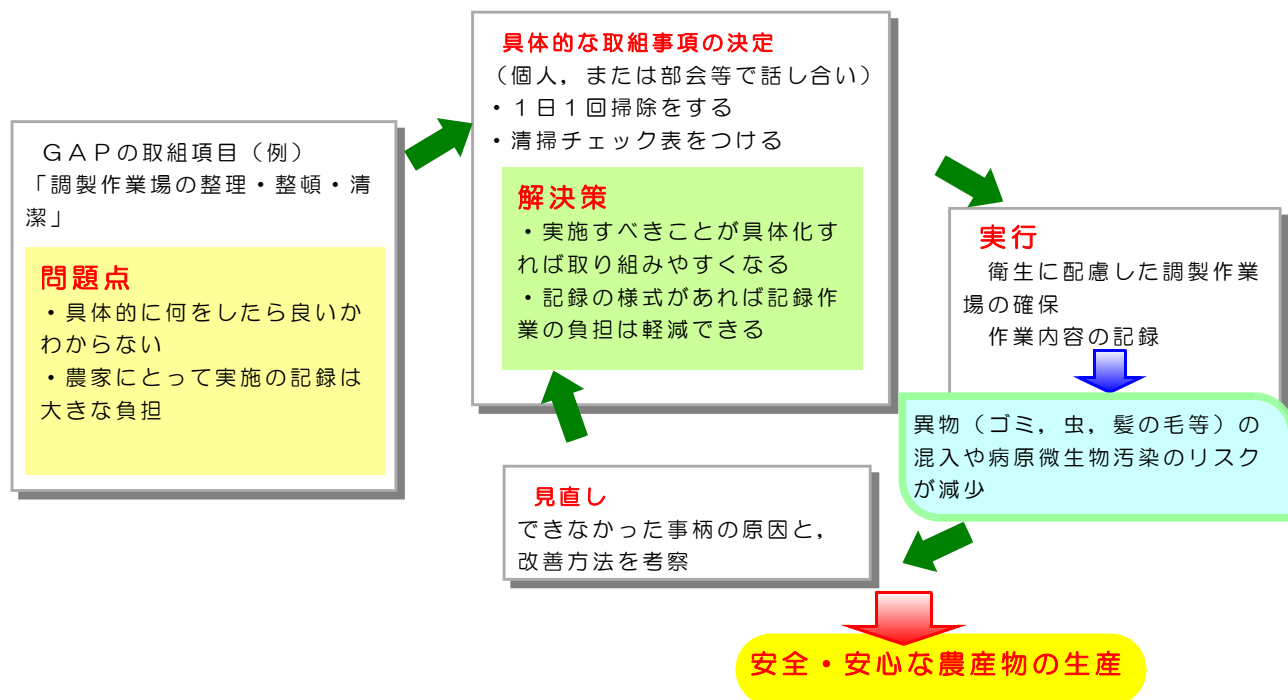 GAPの取組項目（例）
「調製作業場の整理・整頓・清
潔」
問題点
・具体的に何をしたら良いか
わからない
・農家にとって実施の記録は
大きな負担
具体的な取組事項の決定
（個人，または部会等で話し合い）
・１日１回掃除をする
・清掃チェック表をつける
解決策
・実施すべきことが具体化す
れば取り組みやすくなる
・記録の様式があれば記録作
業の負担は軽減できる
実行
衛生に配慮した調製作業
場の確保
作業内容の記録
異物（ゴミ，虫，髪の毛等）の
混入や病原微生物汚染のリスク
が減少
見直し
できなかった事柄の原因と，
改善方法を考察
安全・安心な農産物の生産